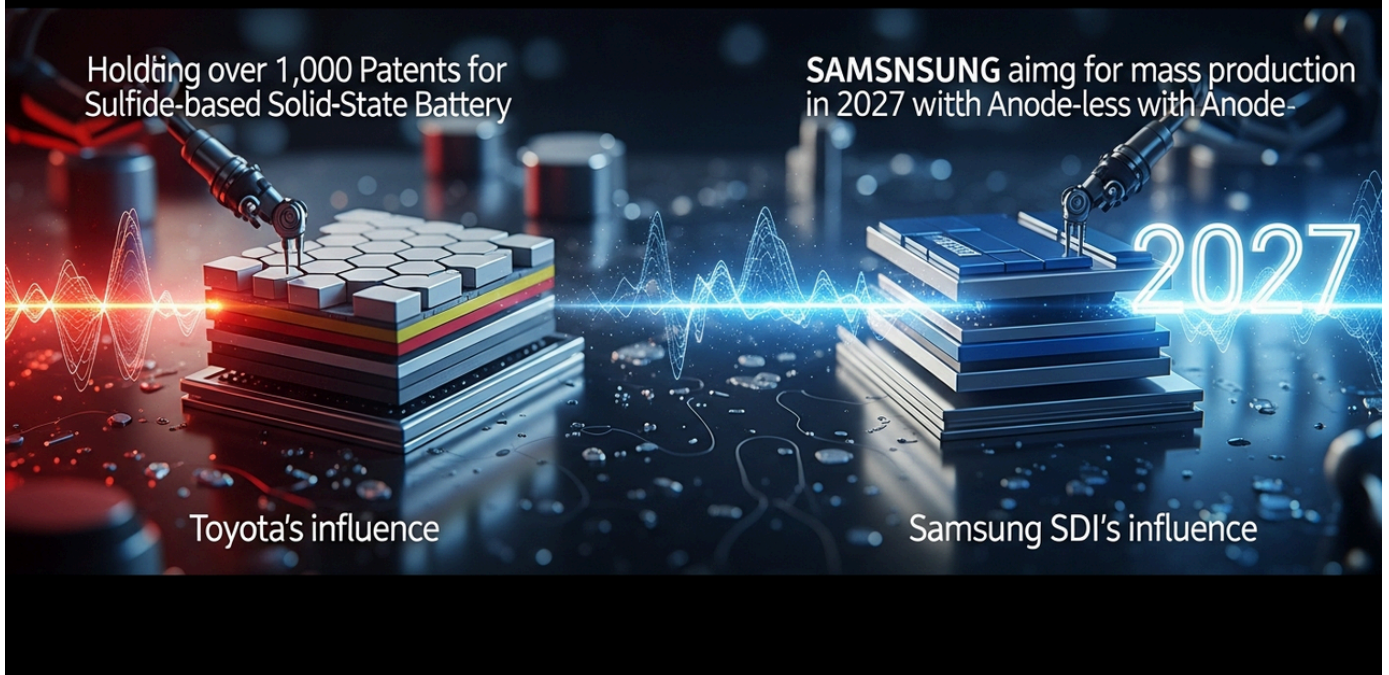 Holdting over 1,000 Patents for
Sulfide-based Solid-State Battery
SAMSNSUNG aimg for mass production
in 2027 witth Anode-less with Anode-
2027
Toyota's influence
Samsung SDI's influence